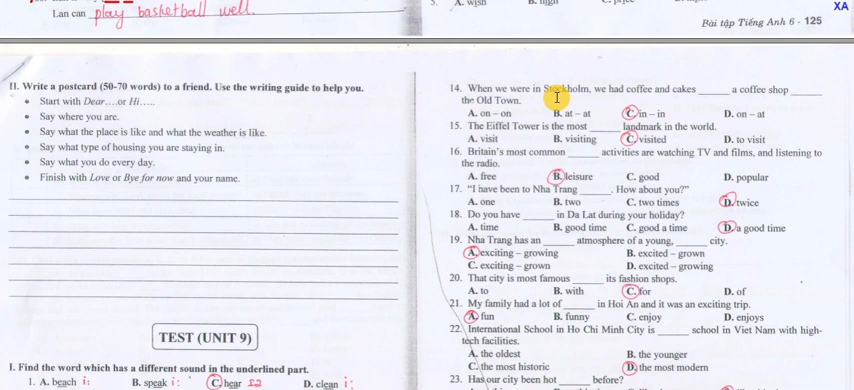 Lan can play basketball well.
5. A. wish B. high
XA
Bài tập Tiếng Anh 6 - 125
II. Write a postcard (50-70 words) to a friend. Use the writing guide to help you.
• Start with Dear….or Hi…..
• Say where you are.
• Say what the place is like and what the weather is like.
• Say what type of housing you are staying in.
• Say what you do every day.
• Finish with Love or Bye for now and your name.
TEST (UNIT 9)
I. Find the word which has a different sound in the underlined part.
1. A. beach i: B. speak i: C. hear ɪə D. clean i:
14. When we were in Stockholm, we had coffee and cakes ______ a coffee shop ______
the Old Town.
A. on – on B. at – at C. in – in D. on – at
15. The Eiffel Tower is the most ______ landmark in the world.
A. visit B. visiting C. visited D. to visit
16. Britain's most common ______ activities are watching TV and films, and listening to
the radio.
A. free B. leisure C. good D. popular
17. “I have been to Nha Trang ______. How about you?”
A. one B. two C. two times D. twice
18. Do you have ______ in Da Lat during your holiday?
A. time B. good time C. good a time D. a good time
19. Nha Trang has an ______ atmosphere of a young, ______ city.
A. exciting – growing B. excited – grown
C. exciting – grown D. excited – growing
20. That city is most famous ______ its fashion shops.
A. to B. with C. for D. of
21. My family had a lot of ______ in Hoi An and it was an exciting trip.
A. fun B. funny C. enjoy D. enjoys
22. International School in Ho Chi Minh City is ______ school in Viet Nam with high-
tech facilities.
A. the oldest B. the younger
C. the most historic D. the most modern
23. Has our city been hot ______ before?